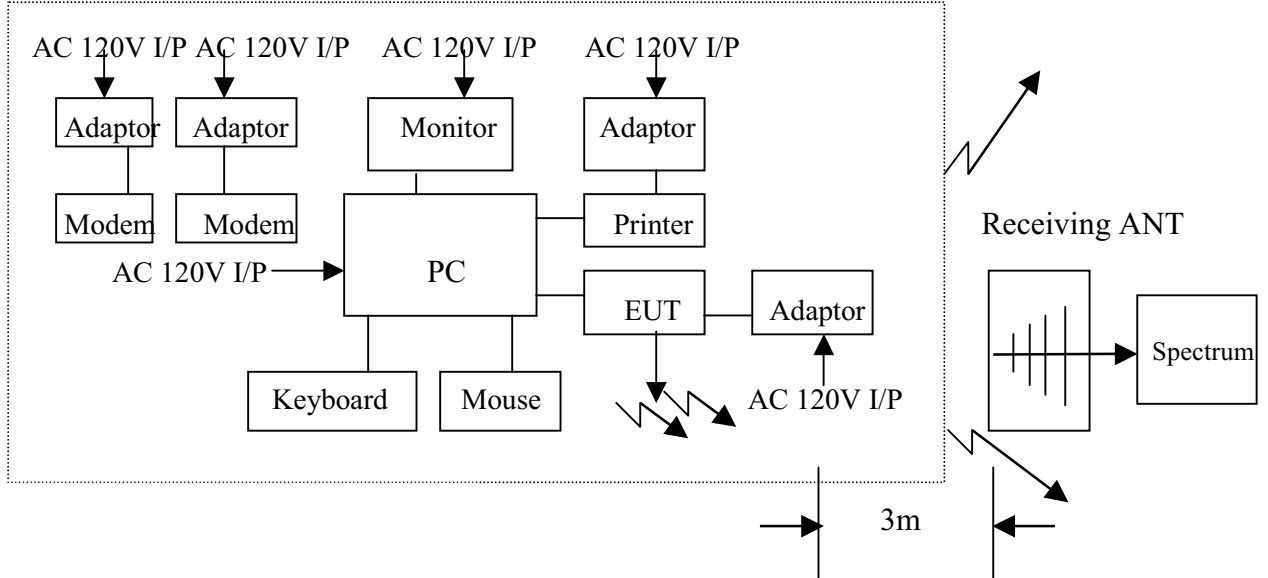 AC 120V I/P AC 120V I/P AC 120V I/P AC 120V I/P
Adaptor Adaptor Monitor Adaptor
Modem Modem Printer
Receiving ANT
AC 120V I/P PC
EUT Adaptor
Spectrum
Keyboard Mouse AC 120V I/P
3m